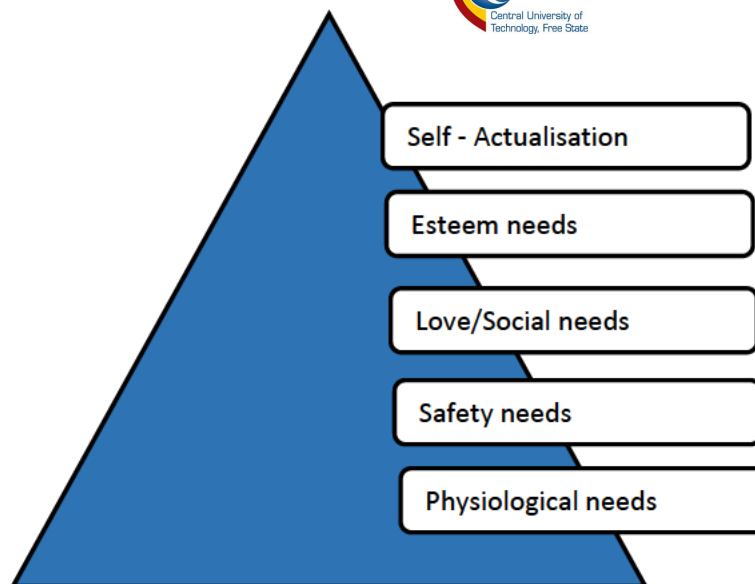 Central University of
Technology, Free State
Self - Actualisation
Esteem needs
Love/Social needs
Safety needs
Physiological needs